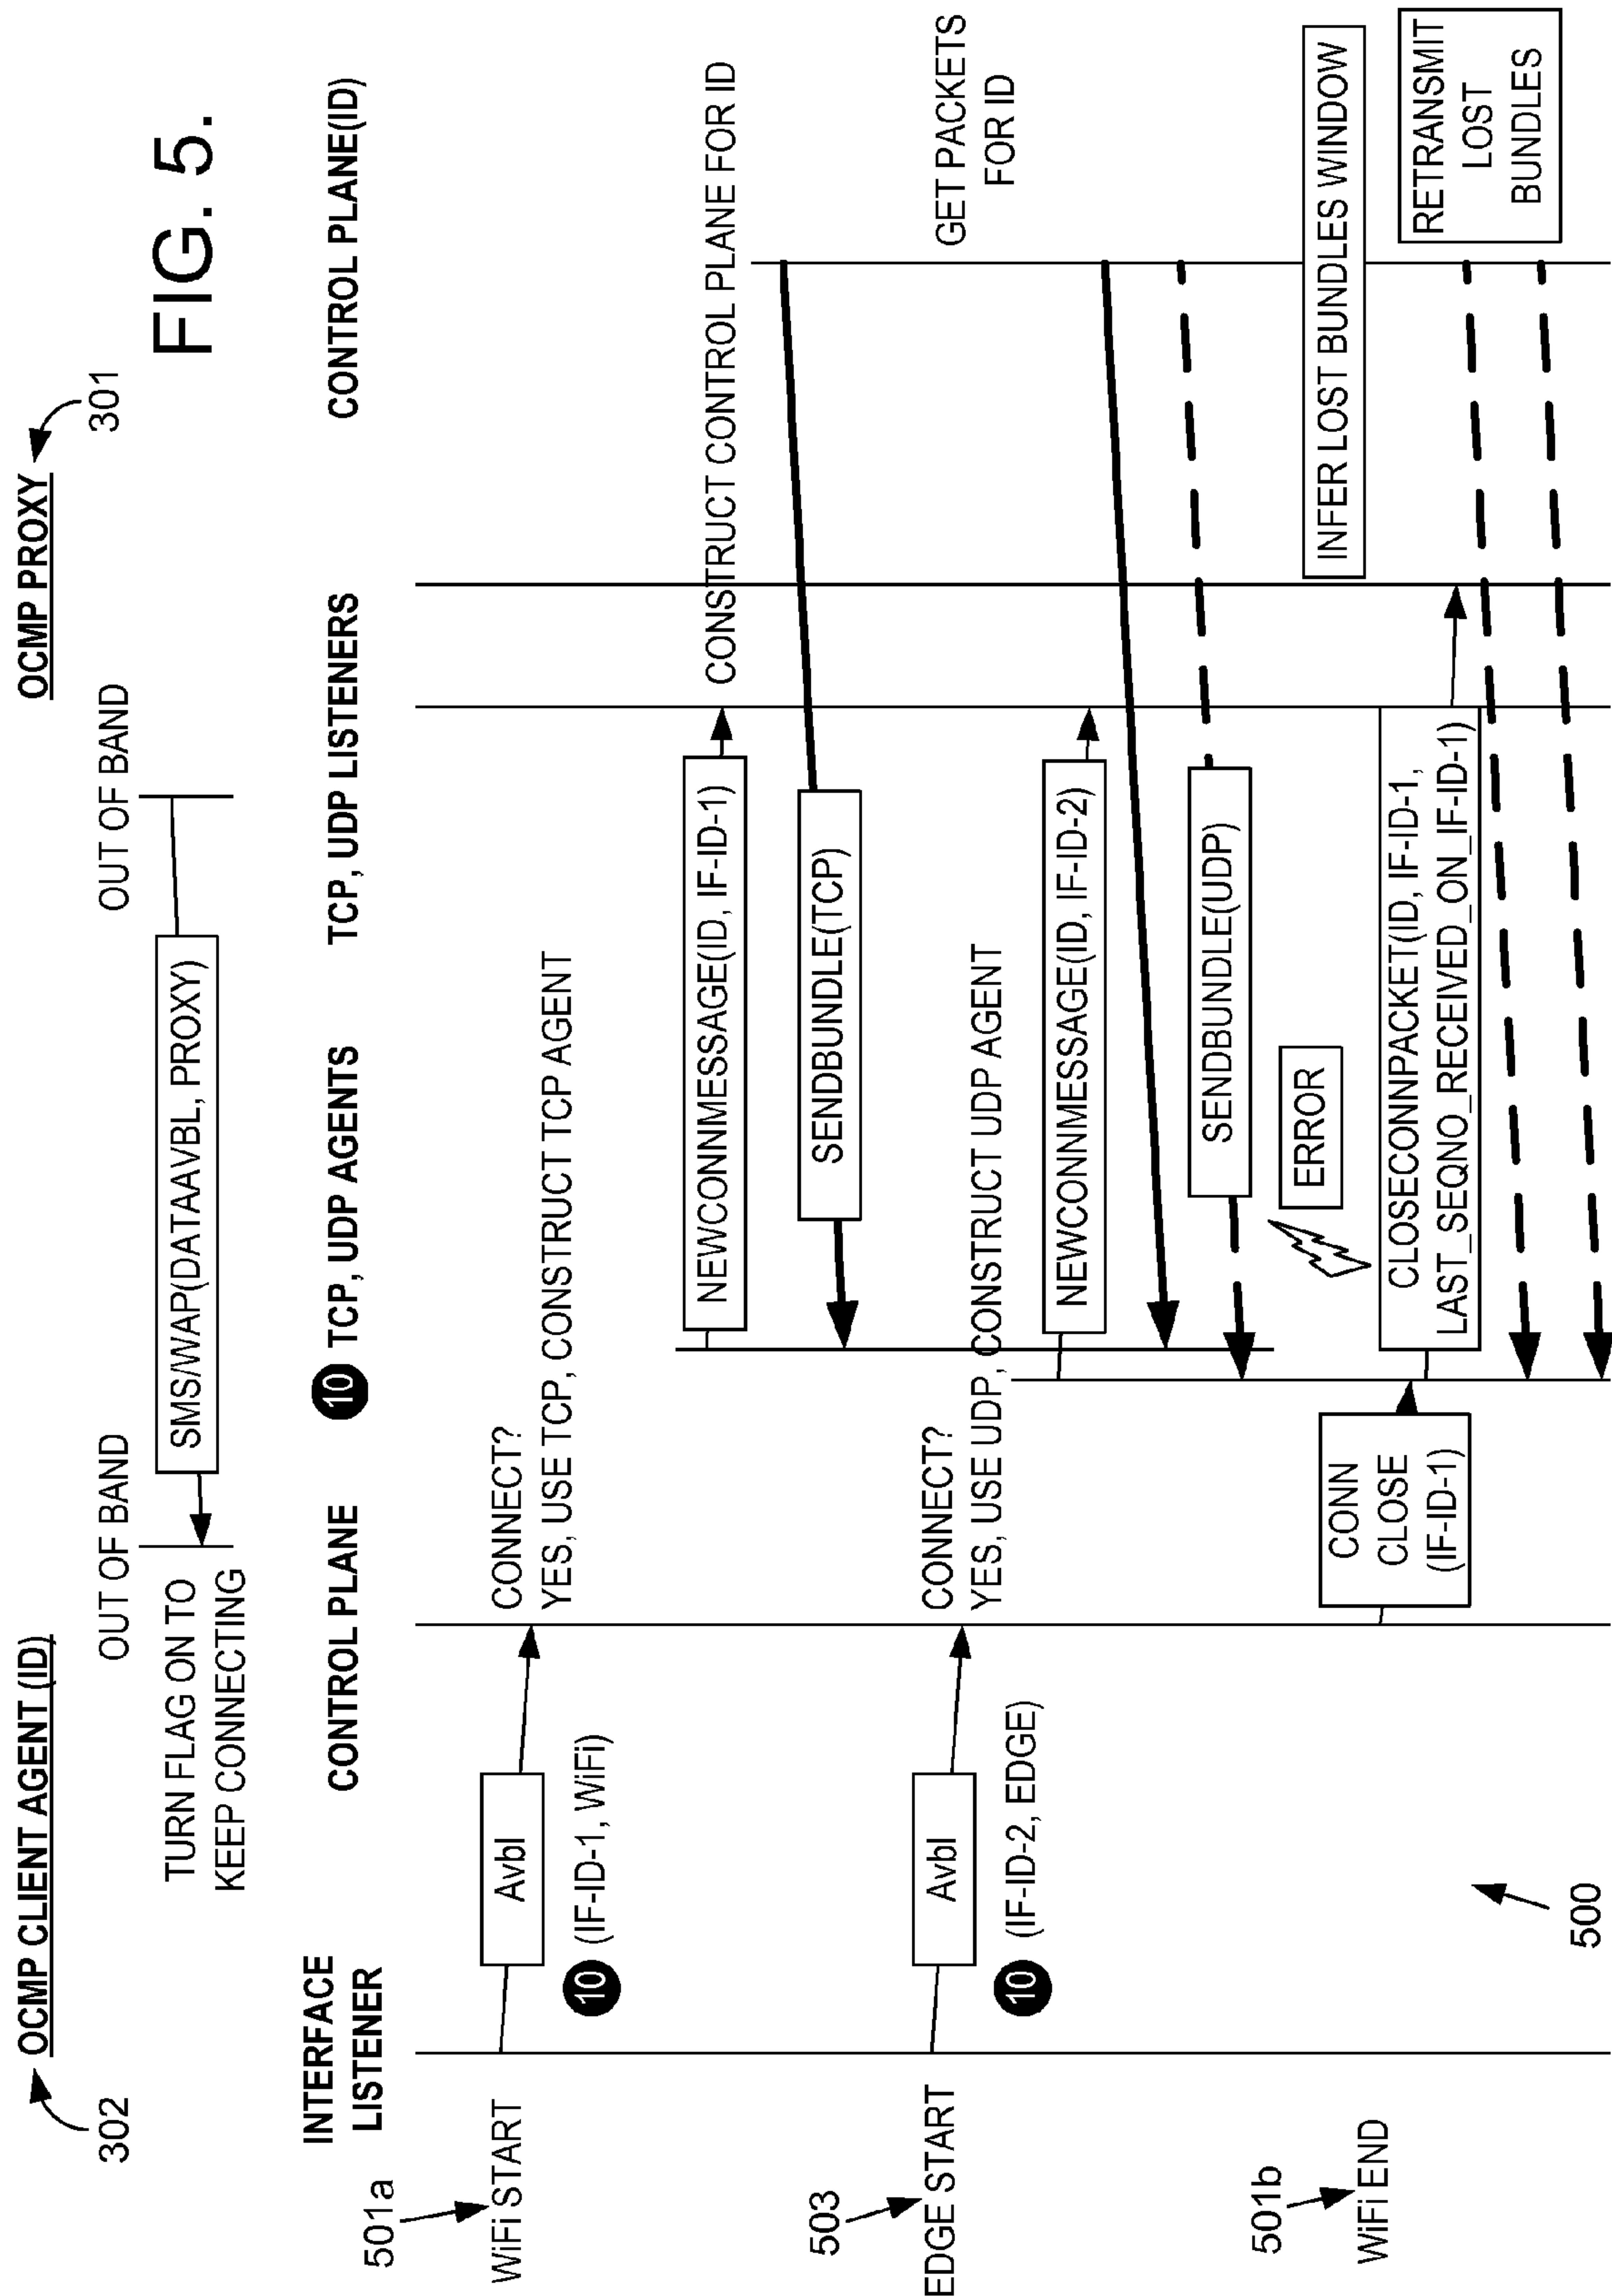 FIG. 5.
302
OCMP CLIENT AGENT (ID)
OCMP PROXY
301
OUT OF BAND
OUT OF BAND
TURN FLAG ON TO
KEEP CONNECTING
SMS/WAP(DATAAVBL, PROXY)
INTERFACE
LISTENER
CONTROL PLANE
10 TCP, UDP AGENTS
TCP, UDP LISTENERS
CONTROL PLANE(ID)
501a
WiFi START
Avbl
10 (IF-ID-1, WiFi)
CONNECT?
YES, USE TCP, CONSTRUCT TCP AGENT
NEWCONNMESSAGE(ID, IF-ID-1)
CONSTRUCT CONTROL PLANE FOR ID
SENDBUNDLE(TCP)
503
EDGE START
Avbl
10 (IF-ID-2, EDGE)
CONNECT?
YES, USE UDP, CONSTRUCT UDP AGENT
GET PACKETS
FOR ID
NEWCONNMESSAGE(ID, IF-ID-2)
SENDBUNDLE(UDP)
ERROR
501b
WiFi END
CONN
CLOSE
(IF-ID-1)
CLOSECONNPACKET(ID, IF-ID-1,
LAST_SEQNO_RECEIVED_ON_IF-ID-1)
INFER LOST BUNDLES WINDOW
RETRANSMIT
LOST
BUNDLES
500